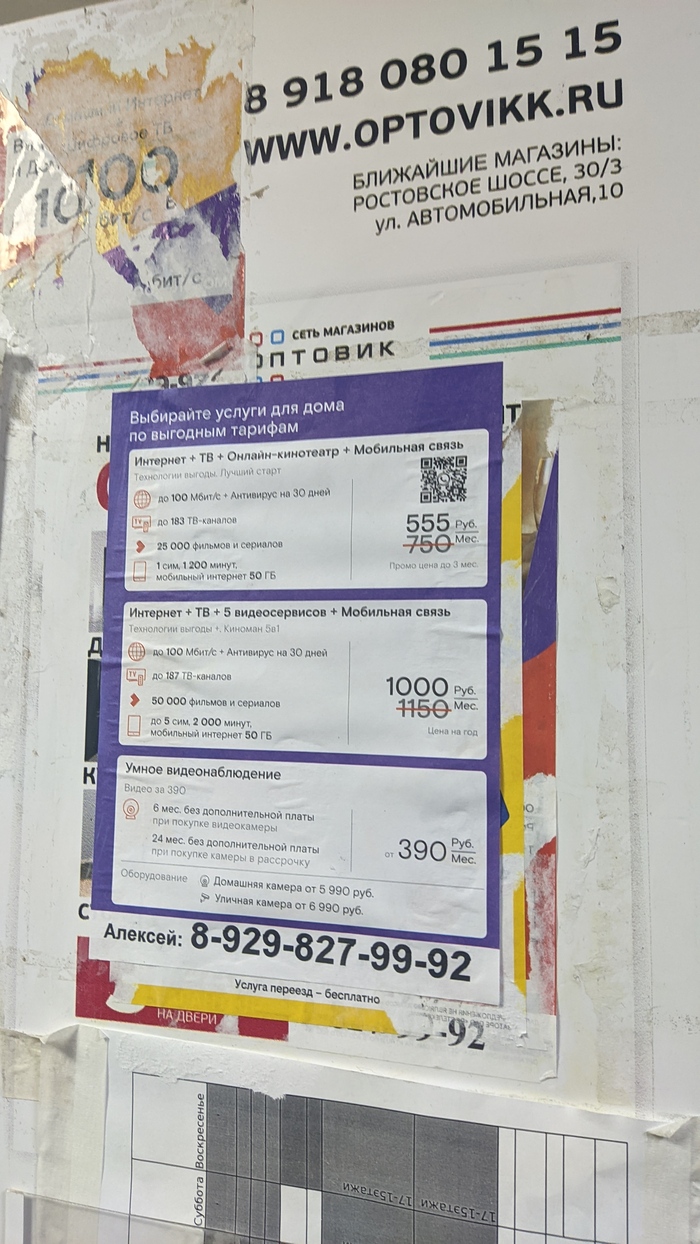 8 918 080 15 15
WWW.OPTOVIKK.RU
БЛИЖАЙШИЕ МАГАЗИНЫ:
РОСТОВСКОЕ ШОССЕ, 30/3
ул. АВТОМОБИЛЬНАЯ,10
100
бит/с
СЕТЬ МАГАЗИНОВ
ОПТОВИК
Выбирайте услуги для дома
по выгодным тарифам
Интернет + ТВ + Онлайн-кинотеатр + Мобильная связь
Технологии выгоды. Лучший старт
до 100 Мбит/с + Антивирус на 30 дней
до 183 ТВ-каналов
25 000 фильмов и сериалов
1 сим, 1 200 минут,
мобильный интернет 50 ГБ
555 Руб.
750 Мес.
Промо цена до 3 мес.
Интернет + ТВ + 5 видеосервисов + Мобильная связь
Технологии выгоды +. Киноман 5в1
до 100 Мбит/с + Антивирус на 30 дней
до 187 ТВ-каналов
50 000 фильмов и сериалов
до 5 сим, 2 000 минут,
мобильный интернет 50 ГБ
1000 Руб.
1150 Мес.
Цена на год
Умное видеонаблюдение
Видео за 390
6 мес. без дополнительной платы
при покупке видеокамеры
24 мес. без дополнительной платы
при покупке камеры в рассрочку
от 390 Руб. Мес.
Оборудование Домашняя камера от 5 990 руб.
Уличная камера от 6 990 руб.
Алексей: 8-929-827-99-92
Услуга переезд – бесплатно
НА ДВЕРИ
-92
Суббота Воскресенье
17-15этажи 17-15этажи